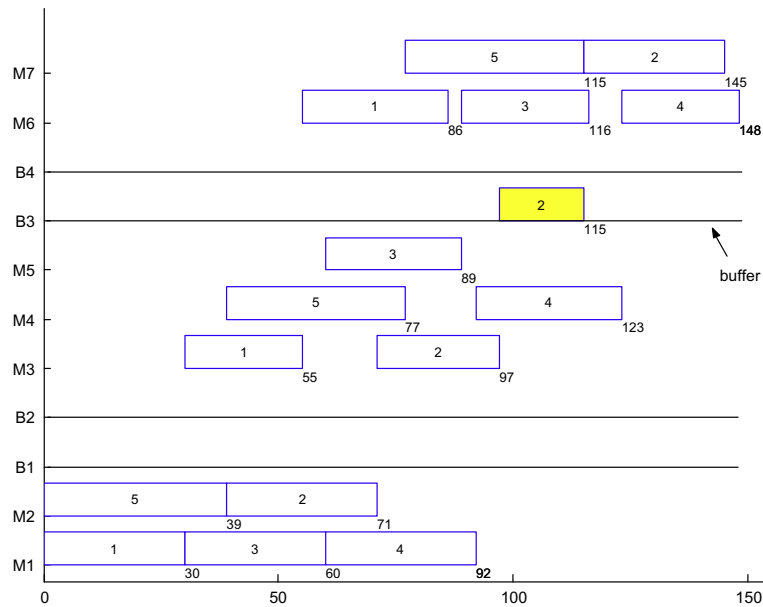 M7 5 2
115 145
M6 1 3 4
86 116 148
B4
B3 2
115
buffer
M5 3
89
M4 5 4
77 123
M3 1 2
55 97
B2
B1
M2 5 2
39 71
M1 1 3 4
30 60 92
0 50 100 150